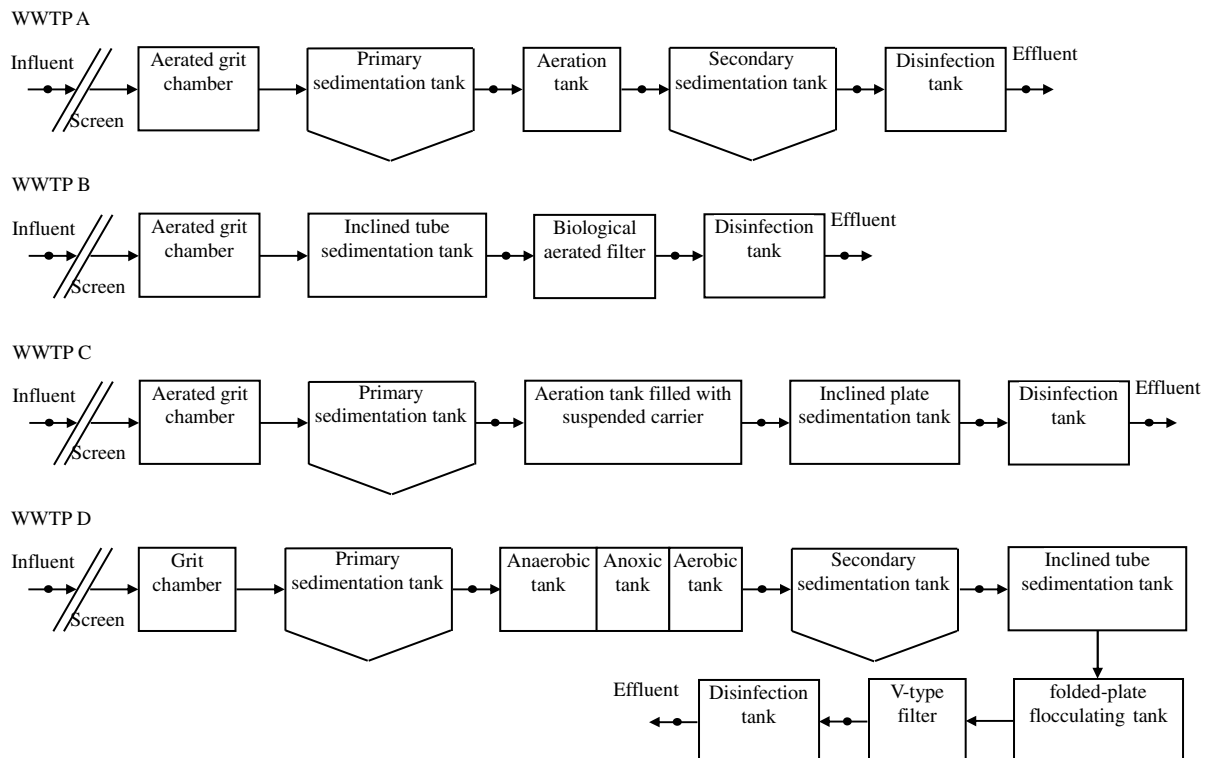 WWTP A
Influent
Screen
Aerated grit
chamber
Primary
sedimentation tank
Aeration
tank
Secondary
sedimentation tank
Disinfection
tank
Effluent
WWTP B
Influent
Screen
Aerated grit
chamber
Inclined tube
sedimentation tank
Biological
aerated filter
Disinfection
tank
Effluent
WWTP C
Influent
Screen
Aerated grit
chamber
Primary
sedimentation tank
Aeration tank filled with
suspended carrier
Inclined plate
sedimentation tank
Disinfection
tank
Effluent
WWTP D
Influent
Screen
Grit
chamber
Primary
sedimentation tank
Anaerobic
tank
Anoxic
tank
Aerobic
tank
Secondary
sedimentation tank
Inclined tube
sedimentation tank
folded-plate
flocculating tank
V-type
filter
Disinfection
tank
Effluent